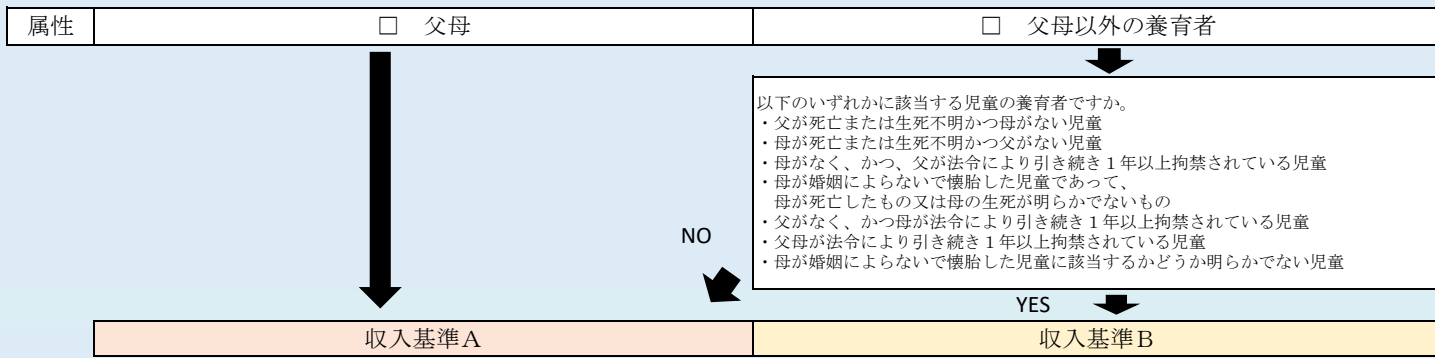 属性
□　父母
□　父母以外の養育者
以下のいずれかに該当する児童の養育者ですか。
・父が死亡または生死不明かつ母がない児童
・母が死亡または生死不明かつ父がない児童
・母がなく、かつ、父が法令により引き続き１年以上拘禁されている児童
・母が婚姻によらないで懐胎した児童であって、
　母が死亡したもの又は母の生死が明らかでないもの
・父がなく、かつ母が法令により引き続き１年以上拘禁されている児童
・父母が法令により引き続き１年以上拘禁されている児童
・母が婚姻によらないで懐胎した児童に該当するかどうか明らかでない児童
NO
YES
収入基準Ａ
収入基準Ｂ